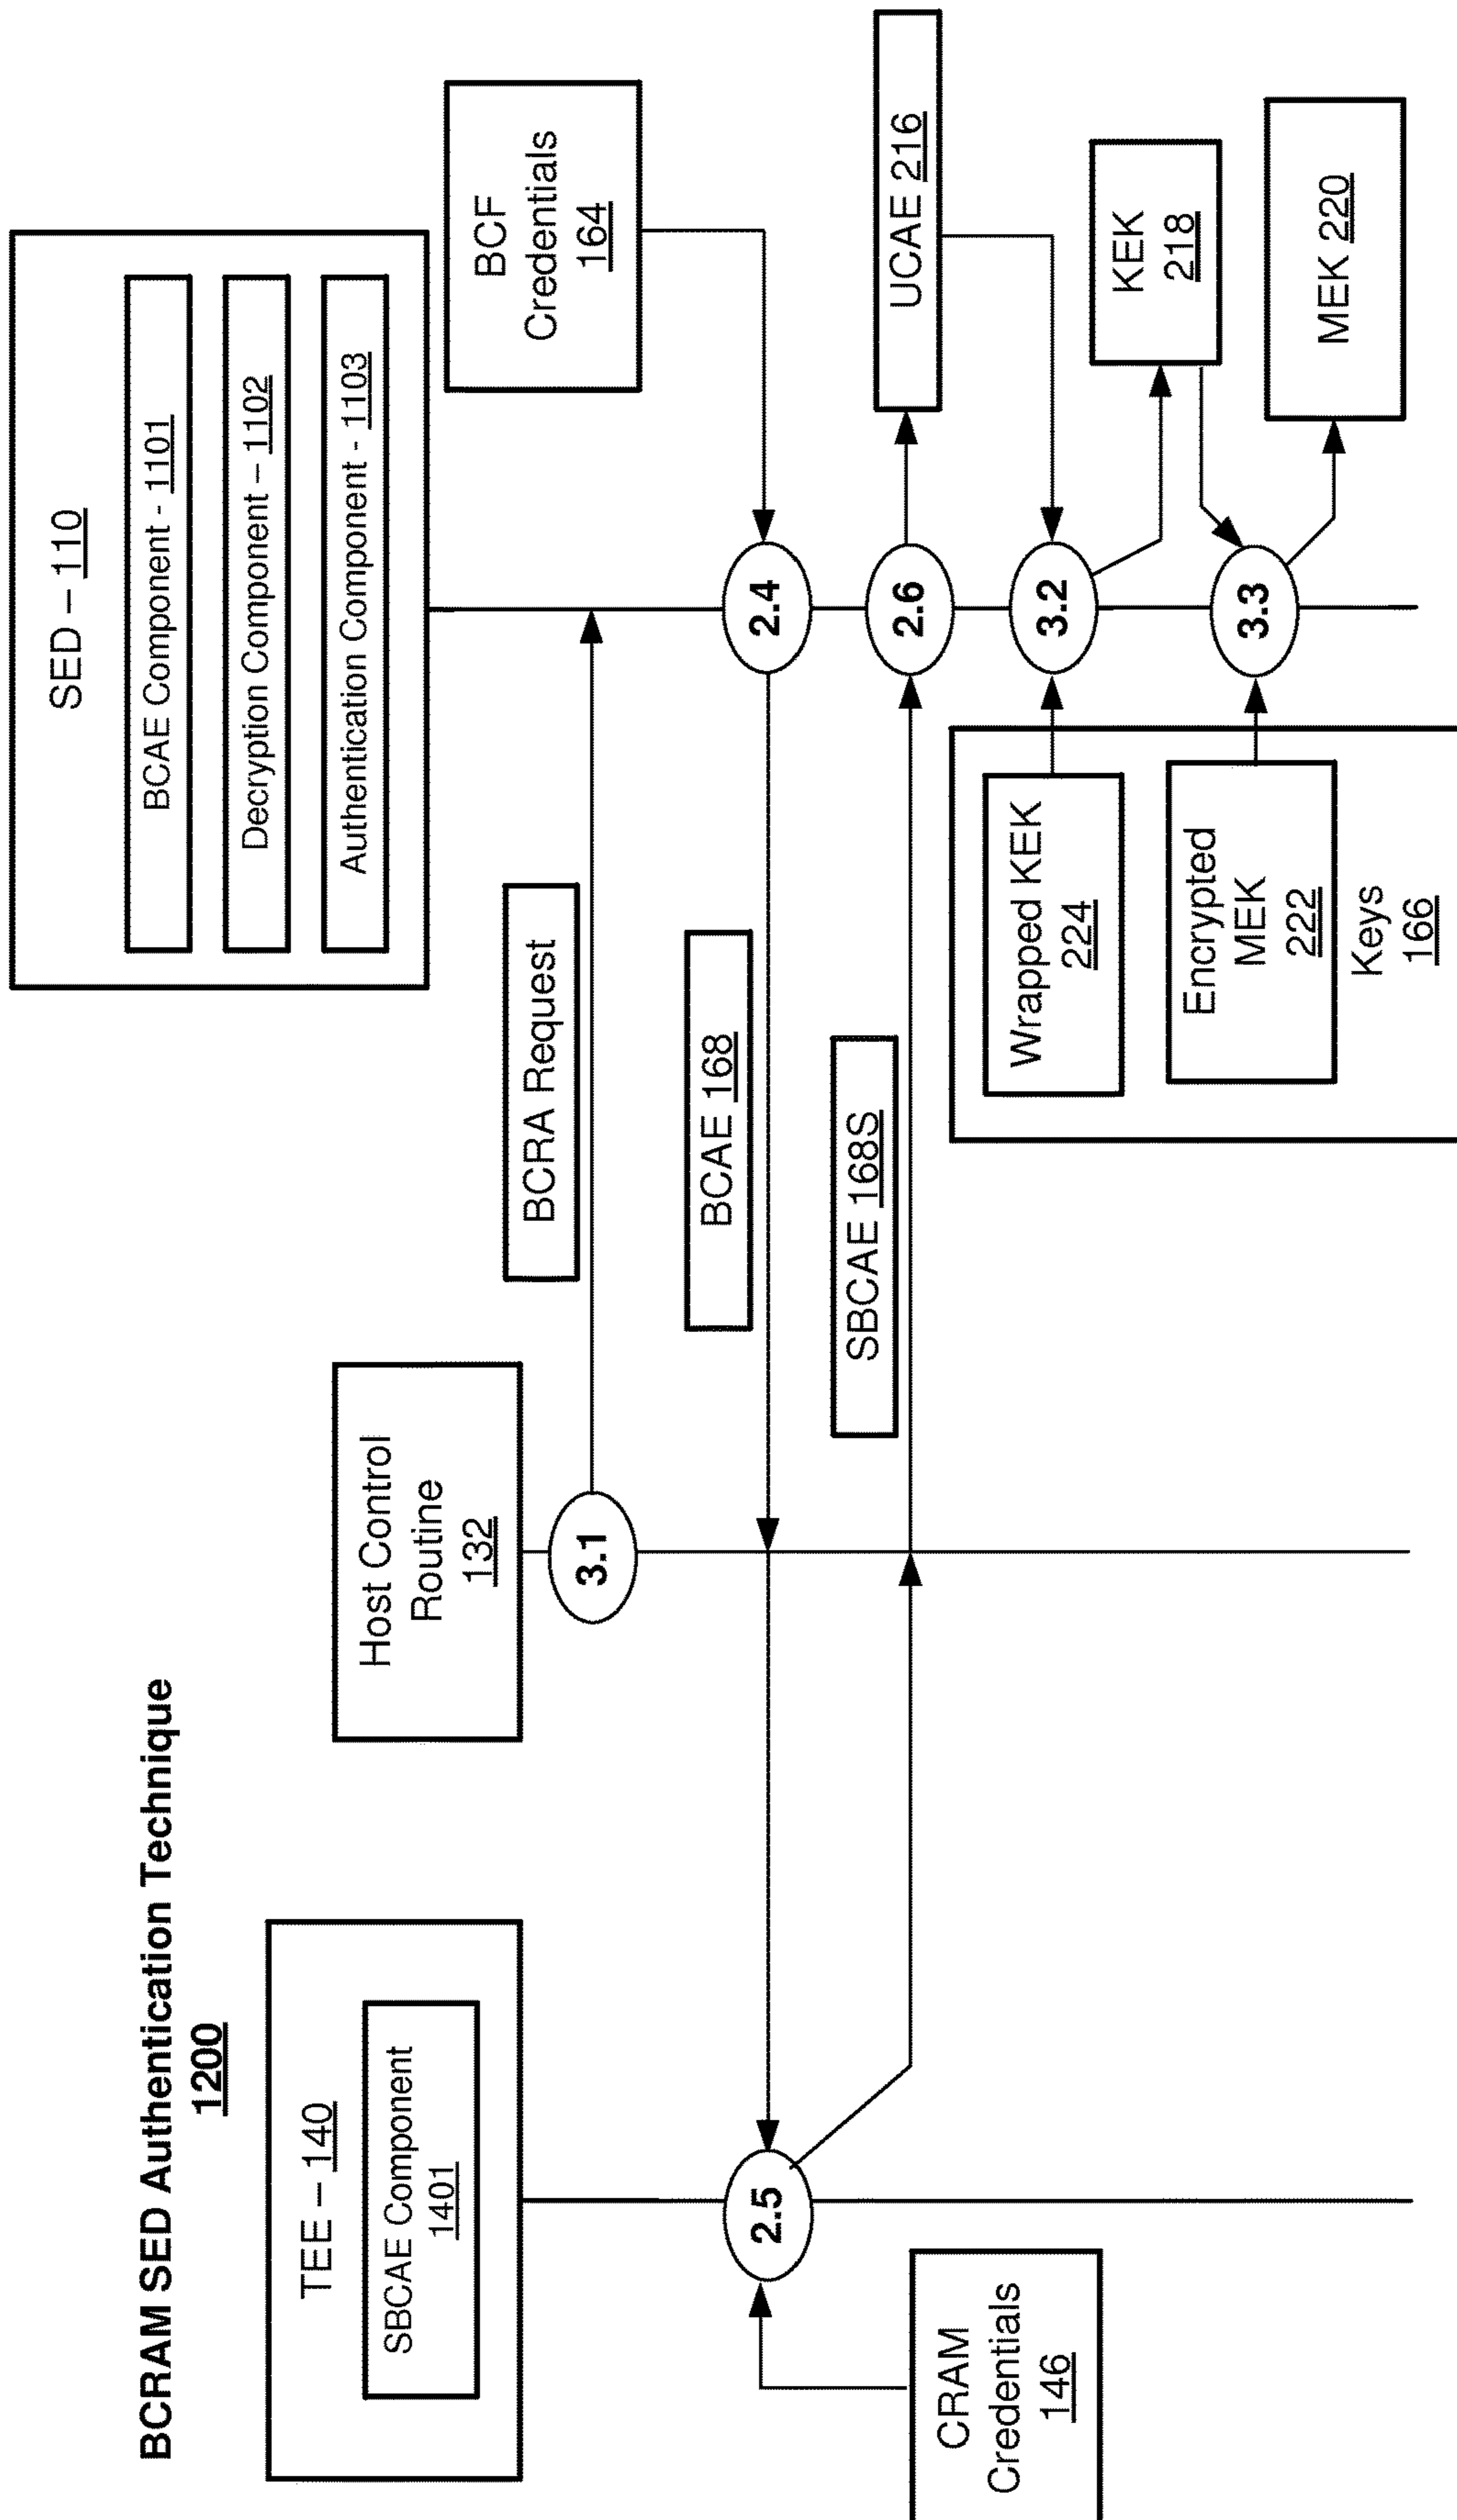 BCRAM SED Authentication Technique
1200
TEE – 140
SBCAE Component
1401
Host Control
Routine
132
SED – 110
BCAE Component - 1101
Decryption Component – 1102
Authentication Component - 1103
3.1
BCRA Request
BCF
Credentials
164
2.4
BCAE 168
2.5
CRAM
Credentials
146
SBCAE 168S
2.6
UCAE 216
3.2
Wrapped KEK
224
KEK
218
3.3
Encrypted
MEK
222
Keys
166
MEK 220